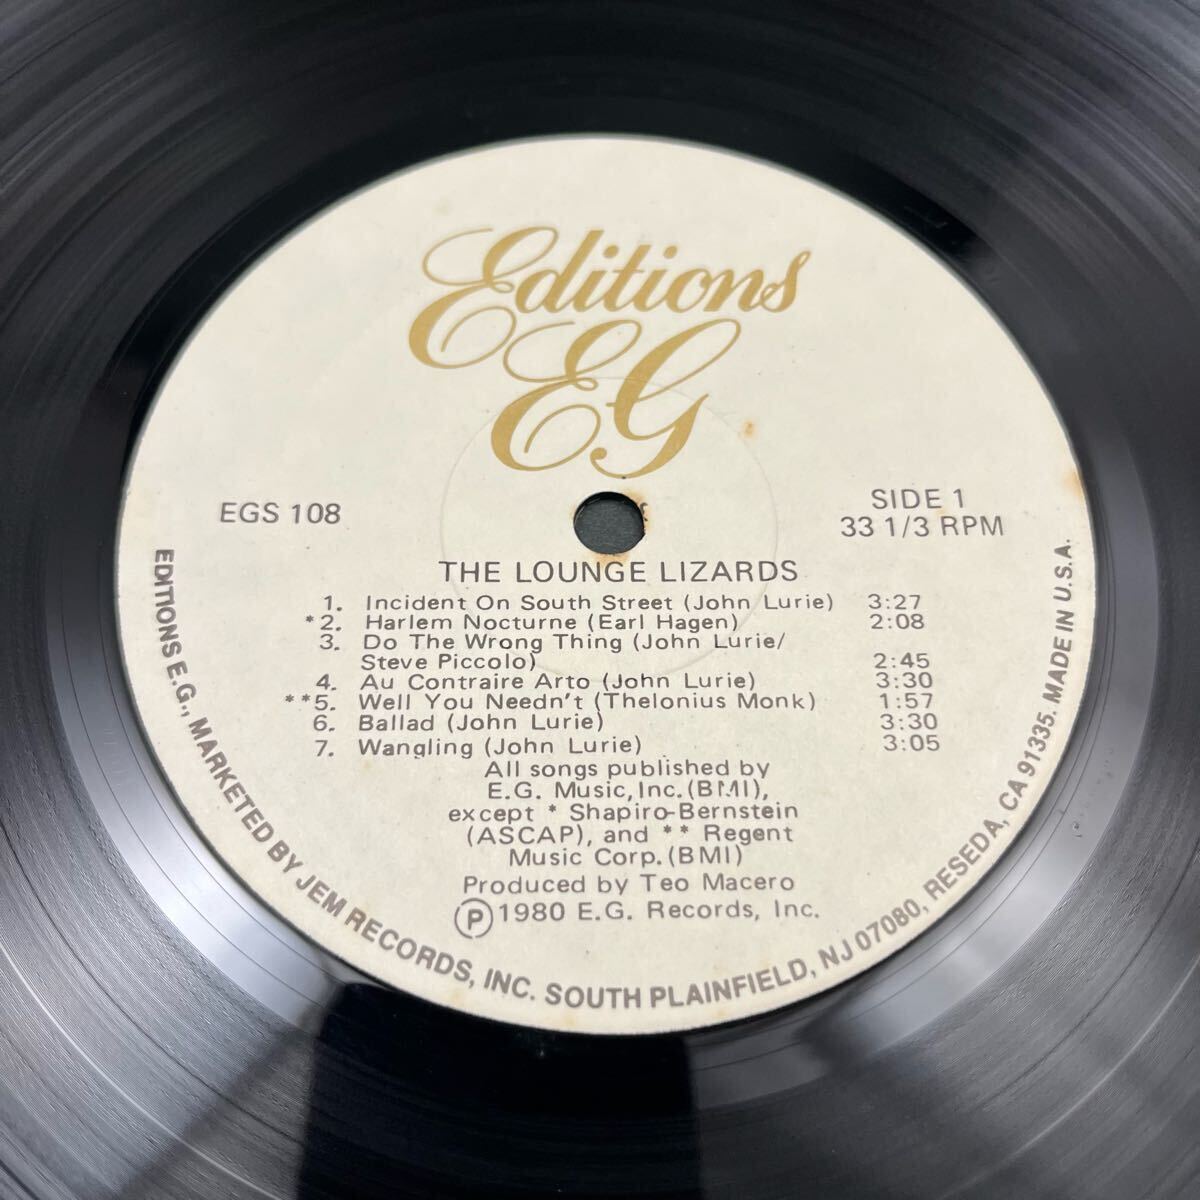 Editions
EG
EGS 108
SIDE 1
33 1/3 RPM
THE LOUNGE LIZARDS
1. Incident On South Street (John Lurie) 3:27
*2. Harlem Nocturne (Earl Hagen) 2:08
3. Do The Wrong Thing (John Lurie/
Steve Piccolo) 2:45
4. Au Contraire Arto (John Lurie) 3:30
**5. Well You Needn't (Thelonius Monk) 1:57
6. Ballad (John Lurie) 3:30
7. Wangling (John Lurie) 3:05
All songs published by
E.G. Music, Inc. (BMI),
except * Shapiro-Bernstein
(ASCAP), and ** Regent
Music Corp. (BMI)
Produced by Teo Macero
Ⓟ 1980 E.G. Records, Inc.
EDITIONS E.G., MARKETED BY JEM RECORDS, INC. SOUTH PLAINFIELD, NJ 07080, RESEDA, CA 91335. MADE IN U.S.A.